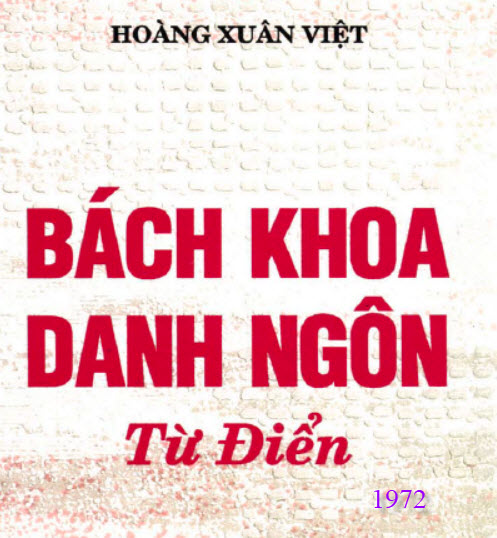 HOÀNG XUÂN VIỆT
BÁCH KHOA
DANH NGÔN
Từ Điển
1972